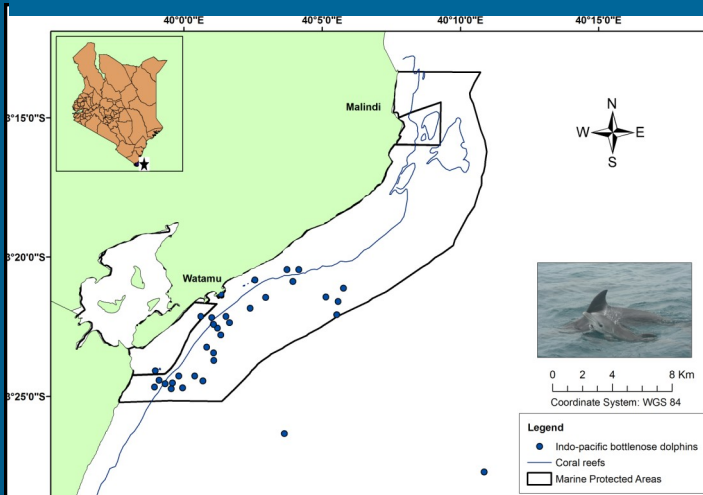 40°0'0"E 40°5'0"E 40°10'0"E 40°15'0"E
3°15'0"S
3°20'0"S
3°25'0"S
Malindi
Watamu
N
W E
S
0 2 4 8 Km
Coordinate System: WGS 84
Legend
Indo-pacific bottlenose dolphins
Coral reefs
Marine Protected Areas